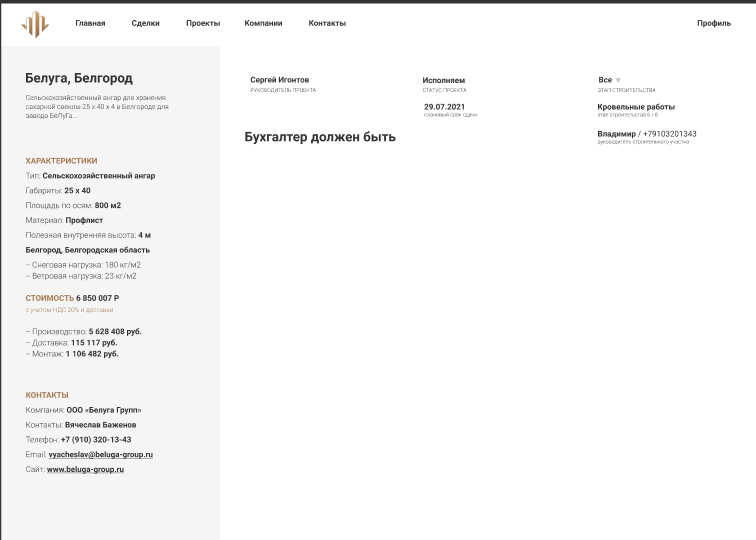 Главная Сделки Проекты Компании Контакты Профиль
Белуга, Белгород
Сельскохозяйственный ангар для хранения
сахарной свеклы 25 х 40 х 4 в Белгороде для
завода БеЛуГа...
ХАРАКТЕРИСТИКИ
Тип: Сельскохозяйственный ангар
Габариты: 25 х 40
Площадь по осям: 800 м2
Материал: Профлист
Полезная внутренняя высота: 4 м
Белгород, Белгородская область
– Снеговая нагрузка: 180 кг/м2
– Ветровая нагрузка: 23 кг/м2
СТОИМОСТЬ 6 850 007 Р
с учетом НДС 20% и доставки
– Производство: 5 628 408 руб.
– Доставка: 115 117 руб.
– Монтаж: 1 106 482 руб.
КОНТАКТЫ
Компания: ООО «Белуга Групп»
Контакты: Вячеслав Баженов
Телефон: +7 (910) 320-13-43
Email: vyacheslav@beluga-group.ru
Сайт: www.beluga-group.ru
Сергей Игонтов
РУКОВОДИТЕЛЬ ПРОЕКТА
Исполняем
СТАТУС ПРОЕКТА
29.07.2021
плановый срок сдачи
Все ▼
ЭТАП СТРОИТЕЛЬСТВА
Кровельные работы
этап строительства 6 / 8
Владимир / +79103201343
руководитель строительного участка
Бухгалтер должен быть